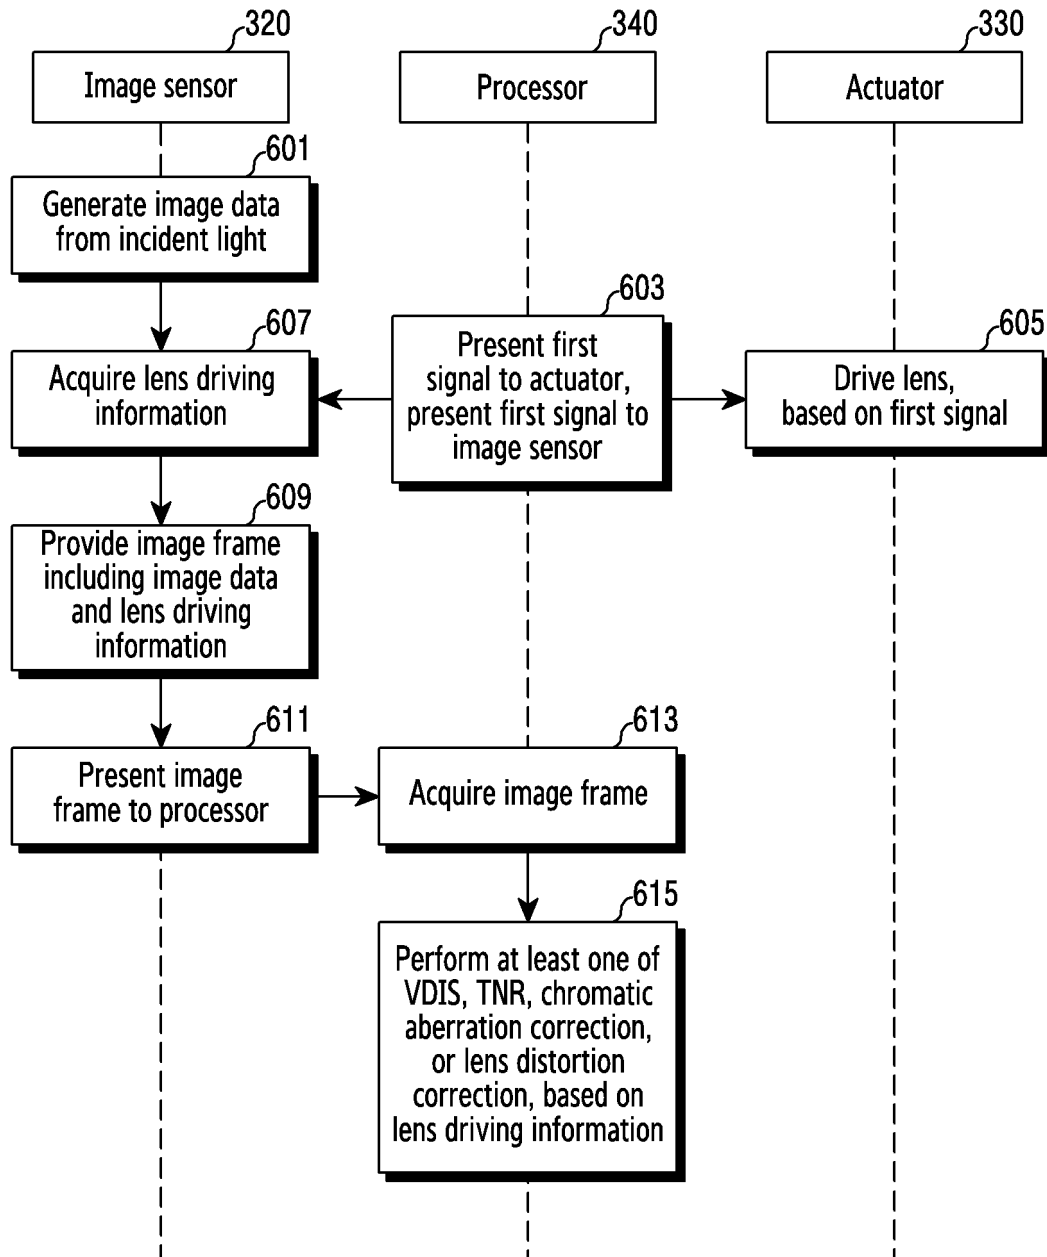 320
340
330
Image sensor
Processor
Actuator
601
Generate image data
from incident light
603
Present first
signal to actuator,
present first signal to
image sensor
605
Drive lens,
based on first signal
607
Acquire lens driving
information
609
Provide image frame
including image data
and lens driving
information
611
Present image
frame to processor
613
Acquire image frame
615
Perform at least one of
VDIS, TNR, chromatic
aberration correction,
or lens distortion
correction, based on
lens driving information